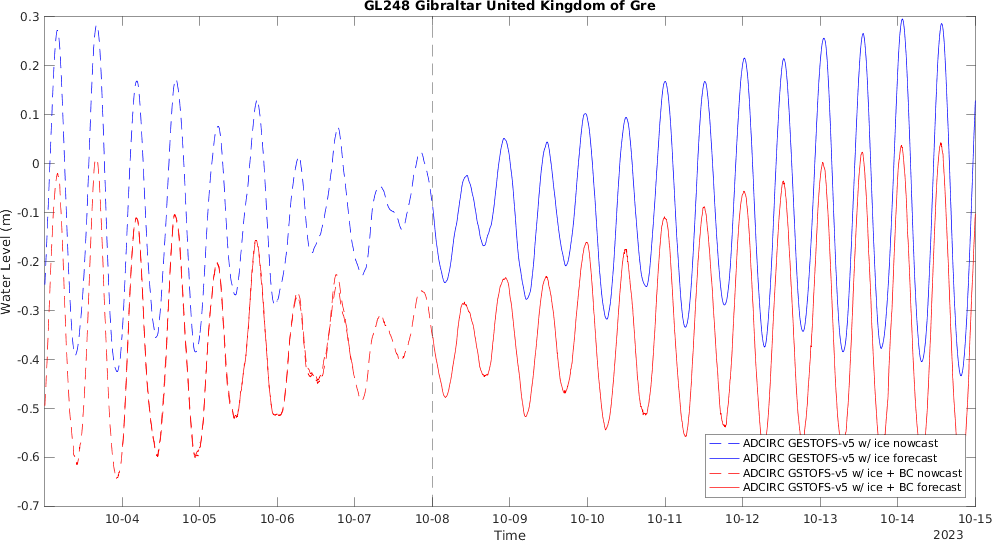 GL248 Gibraltar United Kingdom of Gre
0.3
0.2
0.1
0
-0.1
-0.2
-0.3
-0.4
-0.5
-0.6
-0.7
Water Level (m)
ADCIRC GESTOFS-v5 w/ ice nowcast
ADCIRC GESTOFS-v5 w/ ice forecast
ADCIRC GSTOFS-v5 w/ ice + BC nowcast
ADCIRC GSTOFS-v5 w/ ice + BC forecast
10-04 10-05 10-06 10-07 10-08 10-09 10-10 10-11 10-12 10-13 10-14 10-15
Time
2023